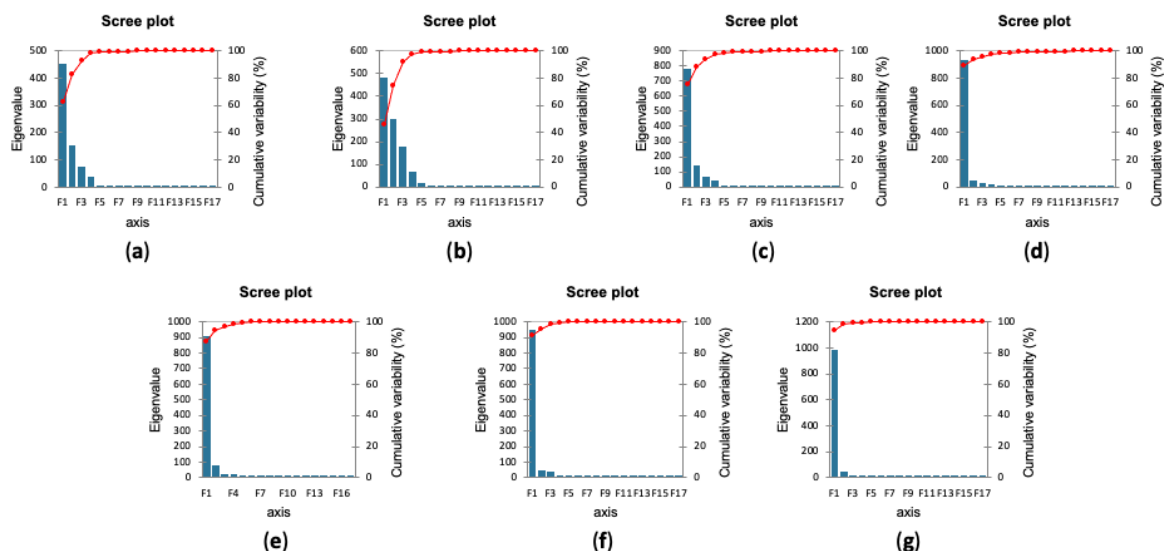 Scree plot
500
400
300
200
100
0
Eigenvalue
100
80
60
40
20
0
Cumulative variability (%)
F1 F3 F5 F7 F9 F11 F13 F15 F17
axis
(a)
Scree plot
600
500
400
300
200
100
0
Eigenvalue
100
80
60
40
20
0
Cumulative variability (%)
F1 F3 F5 F7 F9 F11 F13 F15 F17
axis
(b)
Scree plot
900
800
700
600
500
400
300
200
100
0
Eigenvalue
100
80
60
40
20
0
Cumulative variability (%)
F1 F3 F5 F7 F9 F11 F13 F15 F17
axis
(c)
Scree plot
1000
800
600
400
200
0
Eigenvalue
100
80
60
40
20
0
Cumulative variability (%)
F1 F3 F5 F7 F9 F11 F13 F15 F17
axis
(d)
Scree plot
1000
900
800
700
600
500
400
300
200
100
0
Eigenvalue
100
80
60
40
20
0
Cumulative variability (%)
F1 F4 F7 F10 F13 F16
axis
(e)
Scree plot
1000
900
800
700
600
500
400
300
200
100
0
Eigenvalue
100
80
60
40
20
0
Cumulative variability (%)
F1 F3 F5 F7 F9 F11 F13 F15 F17
axis
(f)
Scree plot
1200
1000
800
600
400
200
0
Eigenvalue
100
80
60
40
20
0
Cumulative variability (%)
F1 F3 F5 F7 F9 F11 F13 F15 F17
axis
(g)